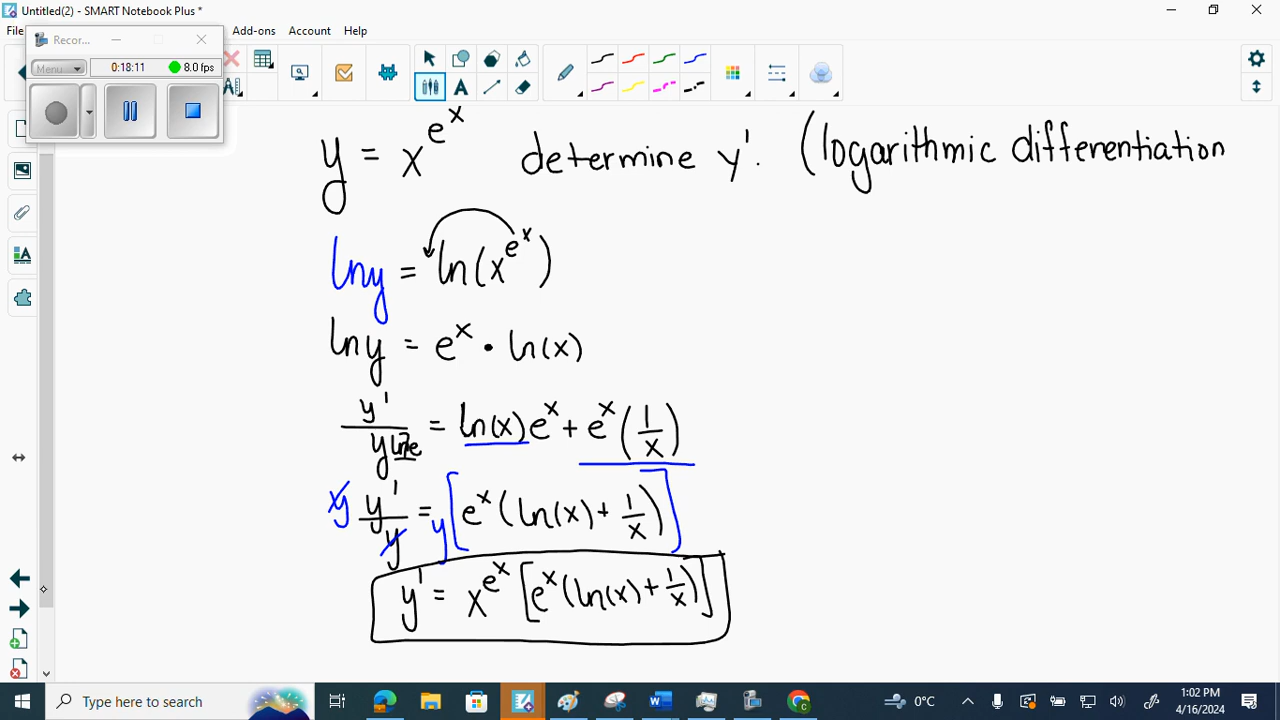 Untitled(2) - SMART Notebook Plus *
File
Add-ons Account Help
Recor...
Menu 0:18:11 8.0 fps
y = x^{e^x} determine y'. (logarithmic differentiation
ln y = ln(x^{e^x})
ln y = e^x • ln(x)
y'/(y ln e) = ln(x)e^x + e^x(1/x)
y y'/y = y[e^x(ln(x) + 1/x)]
y' = x^{e^x}[e^x(ln(x) + 1/x)]
Type here to search
0°C
1:02 PM
4/16/2024